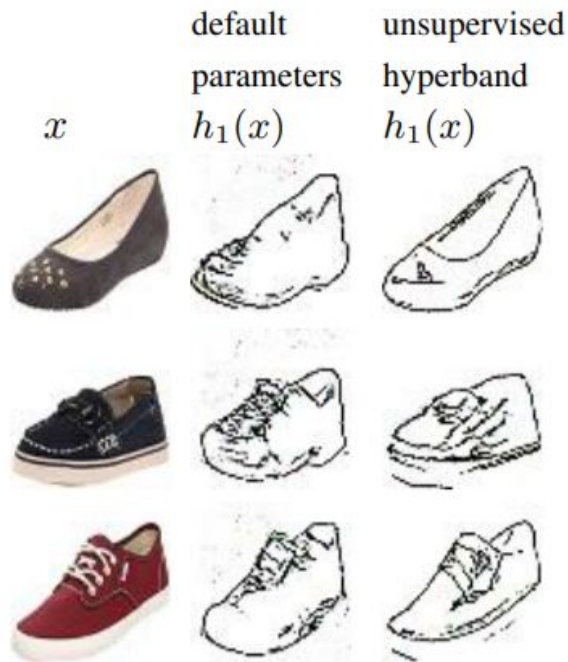 default unsupervised
parameters hyperband
x h₁(x) h₁(x)